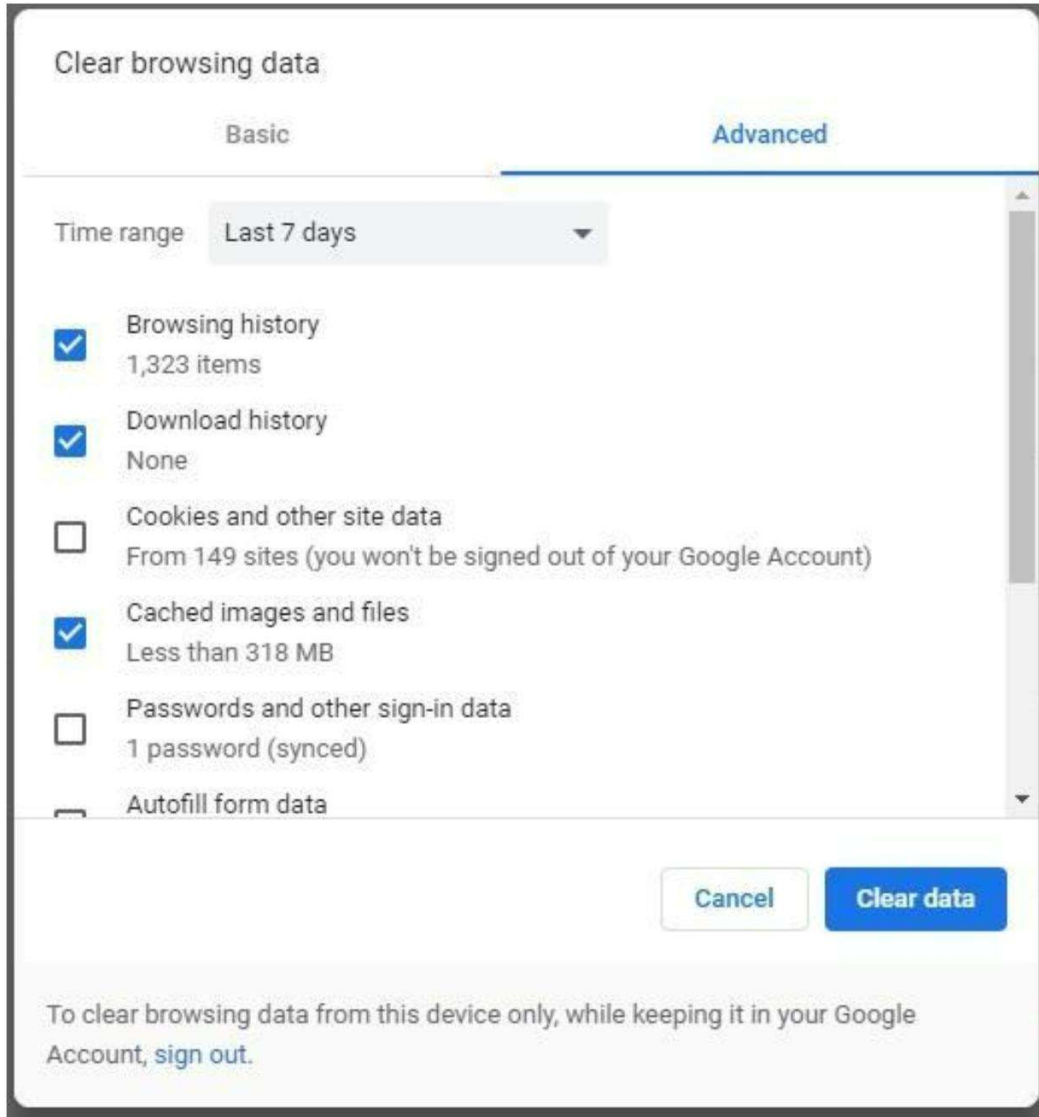 Clear browsing data
Basic
Advanced
Time range
Last 7 days
Browsing history
1,323 items
Download history
None
Cookies and other site data
From 149 sites (you won't be signed out of your Google Account)
Cached images and files
Less than 318 MB
Passwords and other sign-in data
1 password (synced)
Autofill form data
Cancel
Clear data
To clear browsing data from this device only, while keeping it in your Google
Account, sign out.